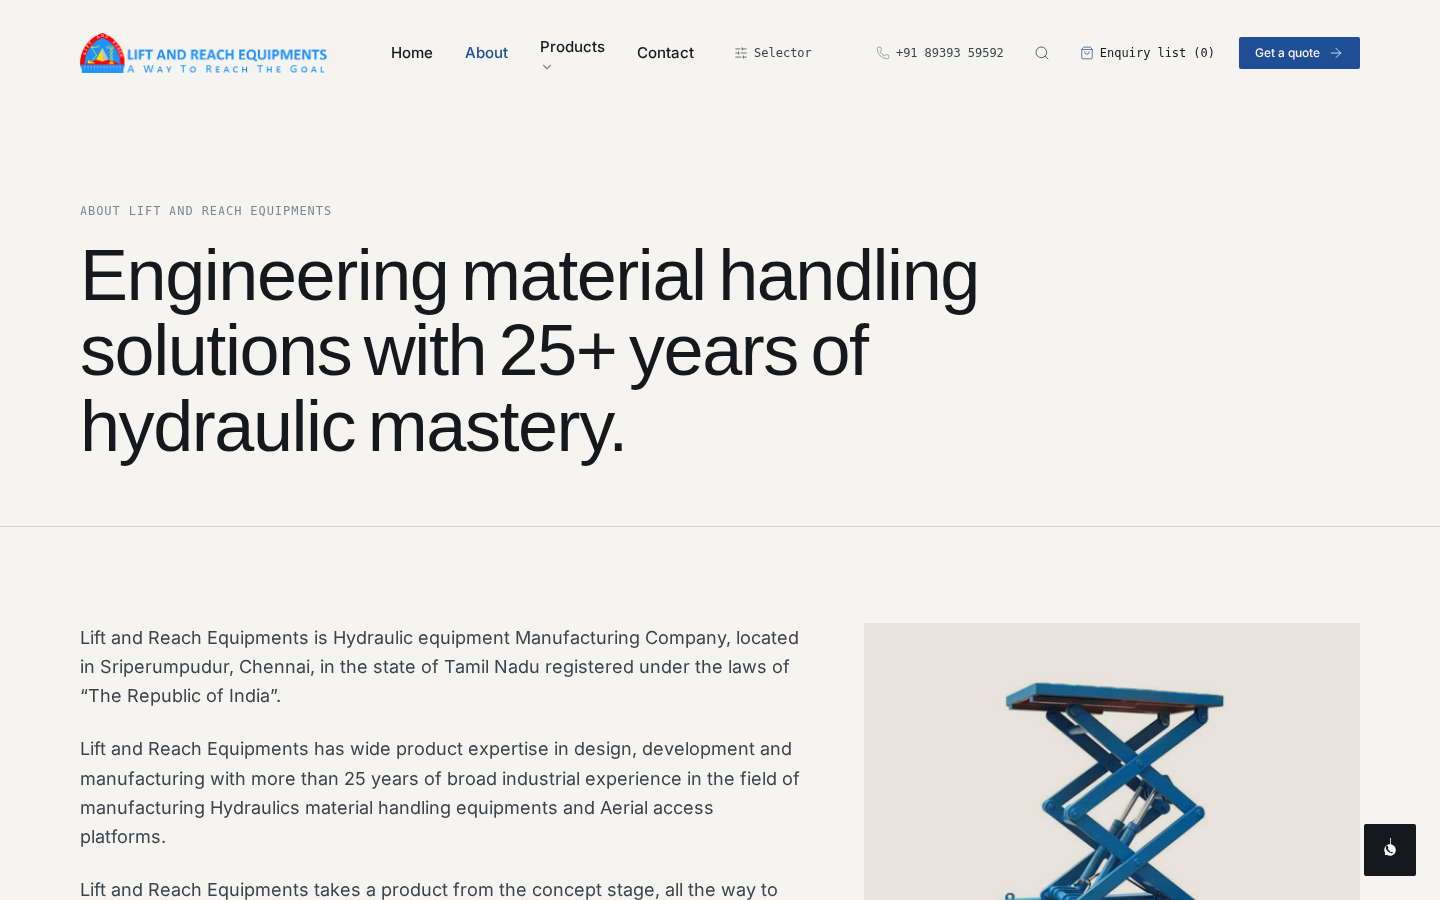 LIFT AND REACH EQUIPMENTS
A WAY TO REACH THE GOAL
Home
About
Products
Contact
Selector
+91 89393 59592
Enquiry list (0)
Get a quote
ABOUT LIFT AND REACH EQUIPMENTS
Engineering material handling
solutions with 25+ years of
hydraulic mastery.
Lift and Reach Equipments is Hydraulic equipment Manufacturing Company, located
in Sriperumpudur, Chennai, in the state of Tamil Nadu registered under the laws of
“The Republic of India”.
Lift and Reach Equipments has wide product expertise in design, development and
manufacturing with more than 25 years of broad industrial experience in the field of
manufacturing Hydraulics material handling equipments and Aerial access
platforms.
Lift and Reach Equipments takes a product from the concept stage, all the way to